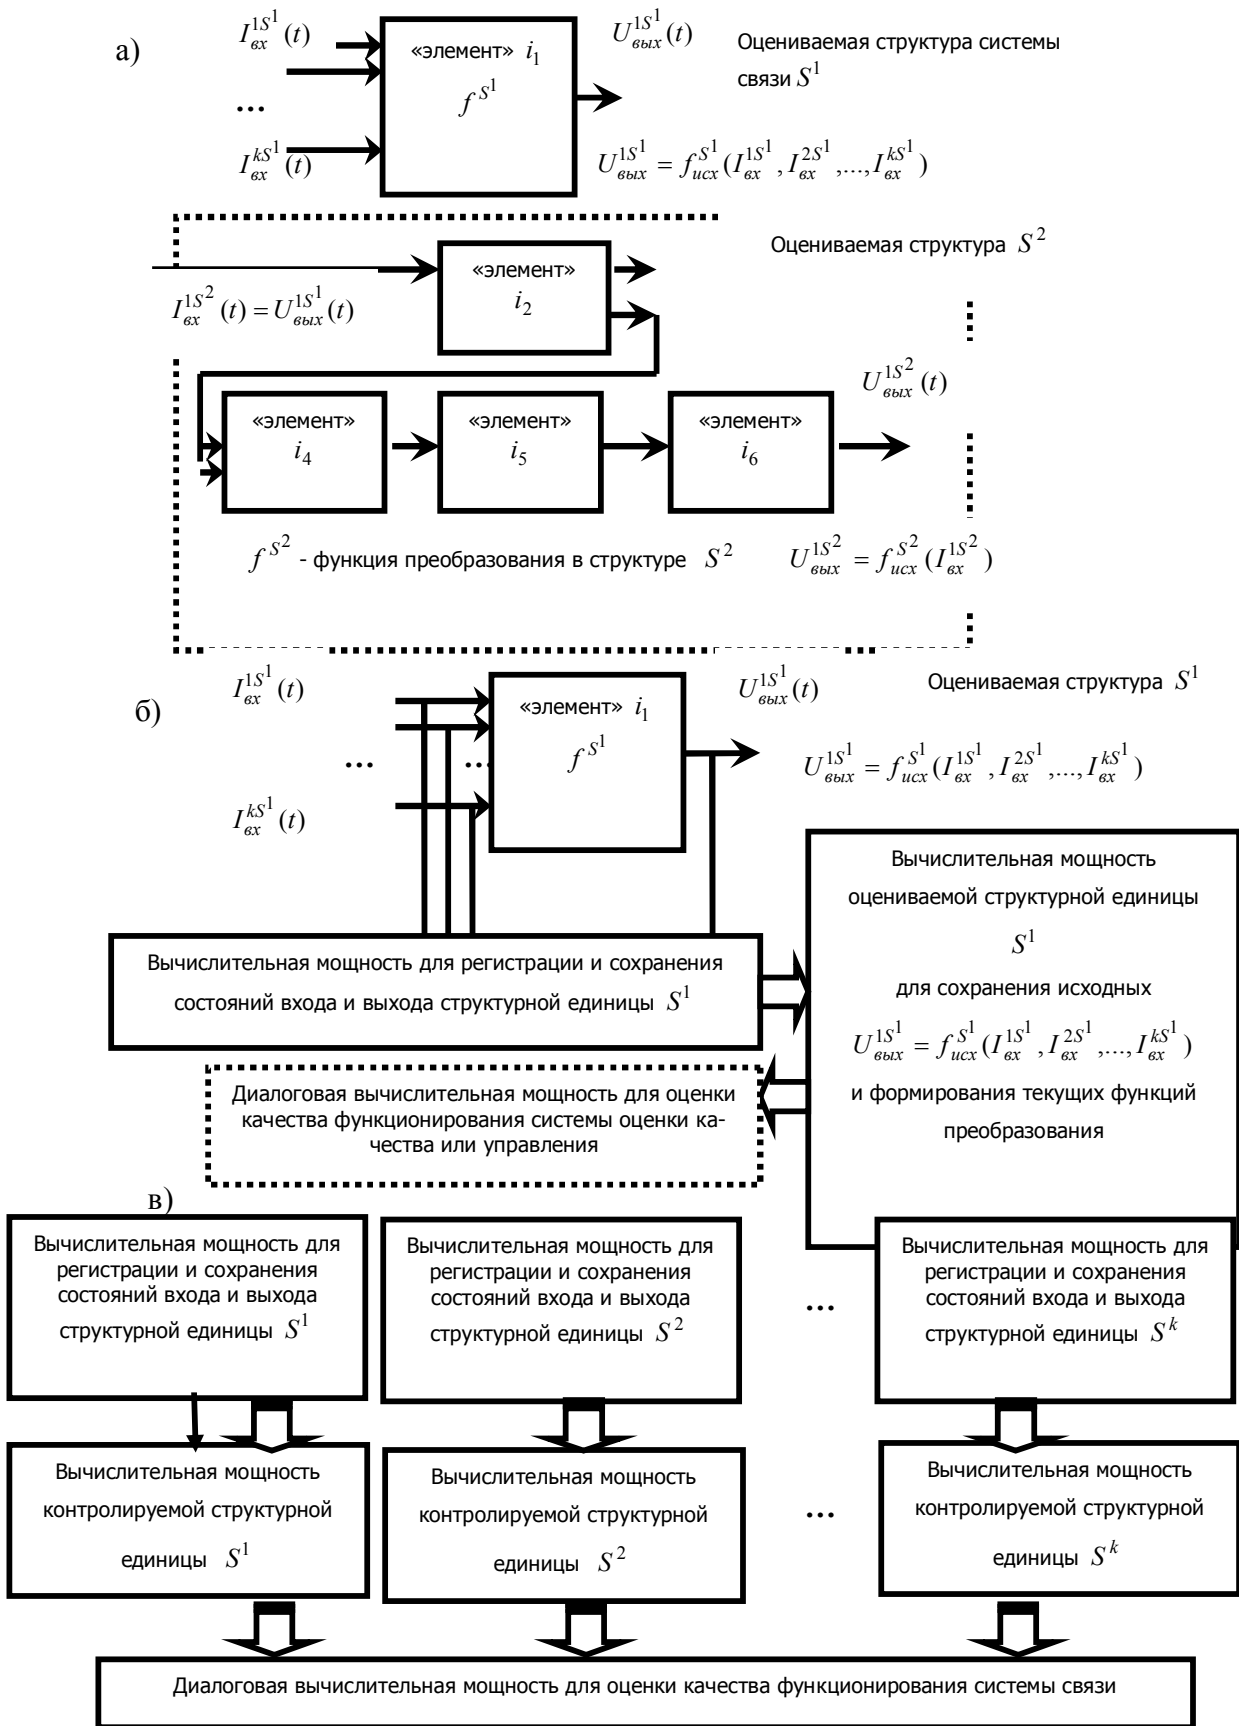 а)
I_{вх}^{1S^1}(t)
...
I_{вх}^{kS^1}(t)
«элемент» i_1
f^{S^1}
U_{вых}^{1S^1}(t)
Оцениваемая структура системы
связи S^1
U_{вых}^{1S^1} = f_{исх}^{S^1}(I_{вх}^{1S^1}, I_{вх}^{2S^1},..., I_{вх}^{kS^1})
Оцениваемая структура S^2
«элемент»
i_2
I_{вх}^{1S^2}(t) = U_{вых}^{1S^1}(t)
U_{вых}^{1S^2}(t)
«элемент»
i_4
«элемент»
i_5
«элемент»
i_6
f^{S^2} - функция преобразования в структуре S^2
U_{вых}^{1S^2} = f_{исх}^{S^2}(I_{вх}^{1S^2})
б)
I_{вх}^{1S^1}(t)
... ...
I_{вх}^{kS^1}(t)
«элемент» i_1
f^{S^1}
U_{вых}^{1S^1}(t)
Оцениваемая структура S^1
U_{вых}^{1S^1} = f_{исх}^{S^1}(I_{вх}^{1S^1}, I_{вх}^{2S^1},..., I_{вх}^{kS^1})
Вычислительная мощность для регистрации и сохранения
состояний входа и выхода структурной единицы S^1
Вычислительная мощность
оцениваемой структурной единицы
S^1
для сохранения исходных
U_{вых}^{1S^1} = f_{исх}^{S^1}(I_{вх}^{1S^1}, I_{вх}^{2S^1},..., I_{вх}^{kS^1})
и формирования текущих функций
преобразования
Диалоговая вычислительная мощность для оценки
качества функционирования системы оценки ка-
чества или управления
в)
Вычислительная мощность для
регистрации и сохранения
состояний входа и выхода
структурной единицы S^1
Вычислительная мощность для
регистрации и сохранения
состояний входа и выхода
структурной единицы S^2
...
Вычислительная мощность для
регистрации и сохранения
состояний входа и выхода
структурной единицы S^k
Вычислительная мощность
контролируемой структурной
единицы S^1
Вычислительная мощность
контролируемой структурной
единицы S^2
...
Вычислительная мощность
контролируемой структурной
единицы S^k
Диалоговая вычислительная мощность для оценки качества функционирования системы связи